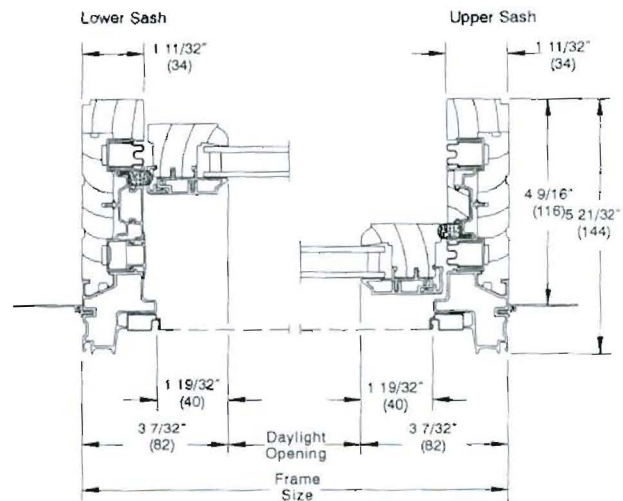 Lower Sash
Upper Sash
1 11/32"
(34)
1 11/32"
(34)
4 9/16"
(116)
5 21/32"
(144)
1 19/32"
(40)
1 19/32"
(40)
3 7/32"
(82)
Daylight
Opening
3 7/32"
(82)
Frame
Size